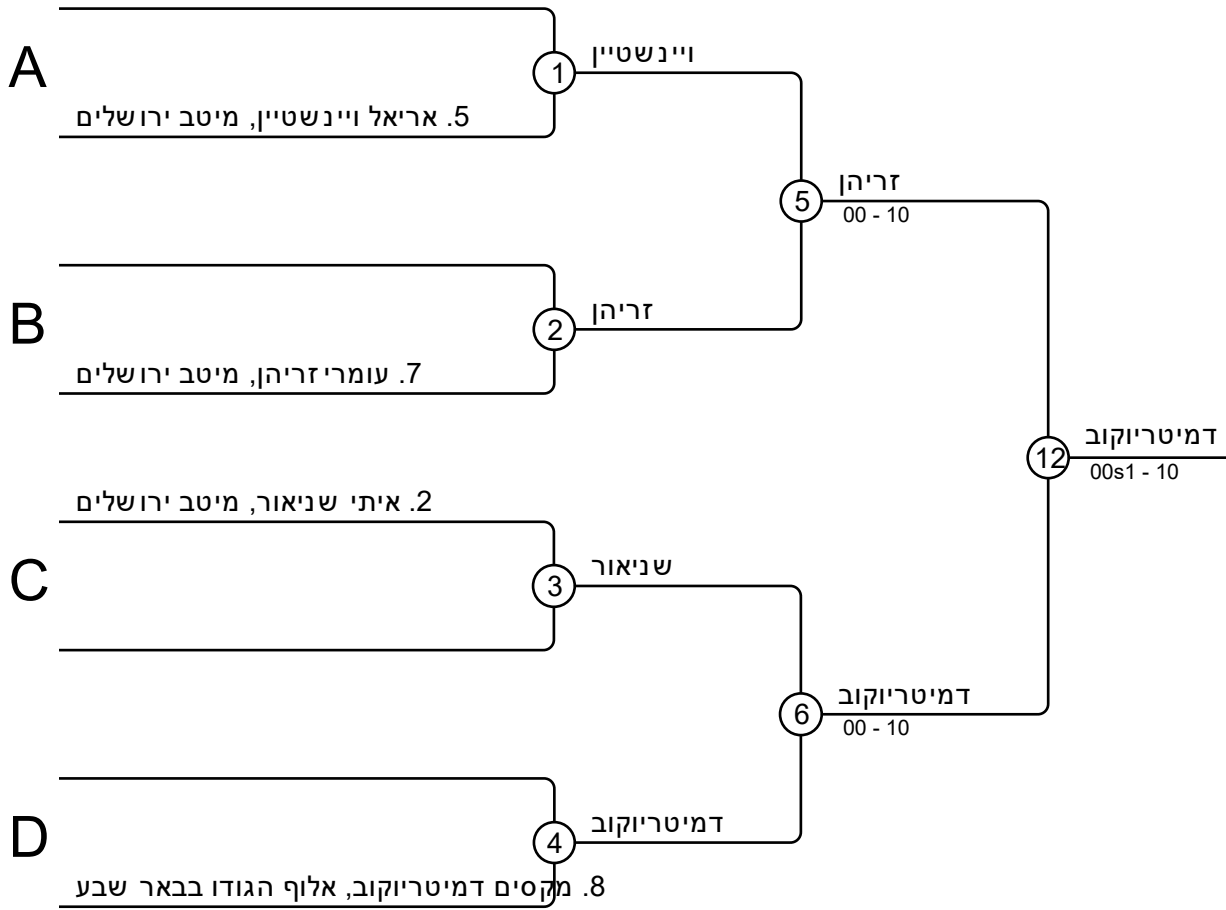 A
1
וויינשטיין
5. אריאל וויינשטיין, מיטב ירושלים
5
זריהן
00 - 10
B
2
זריהן
7. עומרי זריהן, מיטב ירושלים
12
דמיטריוקוב
00s1 - 10
2. איתי שניאור, מיטב ירושלים
C
3
שניאור
6
דמיטריוקוב
00 - 10
D
4
דמיטריוקוב
8. מקסים דמיטריוקוב, אלוף הגודו בבאר שבע